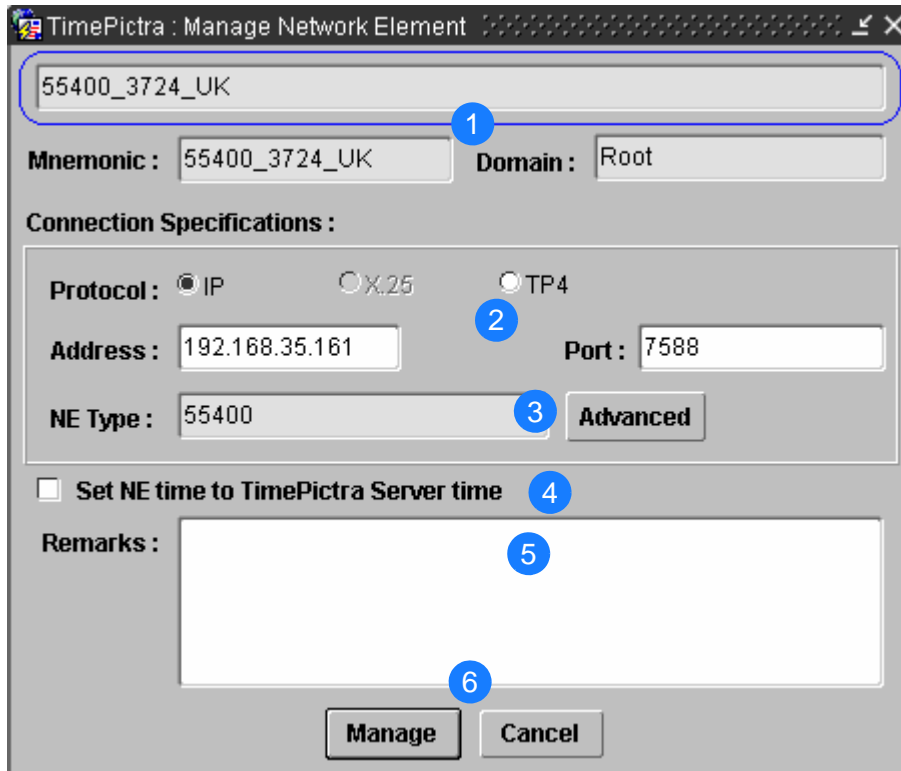 TimePictra : Manage Network Element
55400_3724_UK
1
Mnemonic : 55400_3724_UK Domain : Root
Connection Specifications :
Protocol : IP X.25 TP4
2
Address : 192.168.35.161 Port : 7588
NE Type : 55400 3 Advanced
Set NE time to TimePictra Server time 4
Remarks : 5
6
Manage Cancel